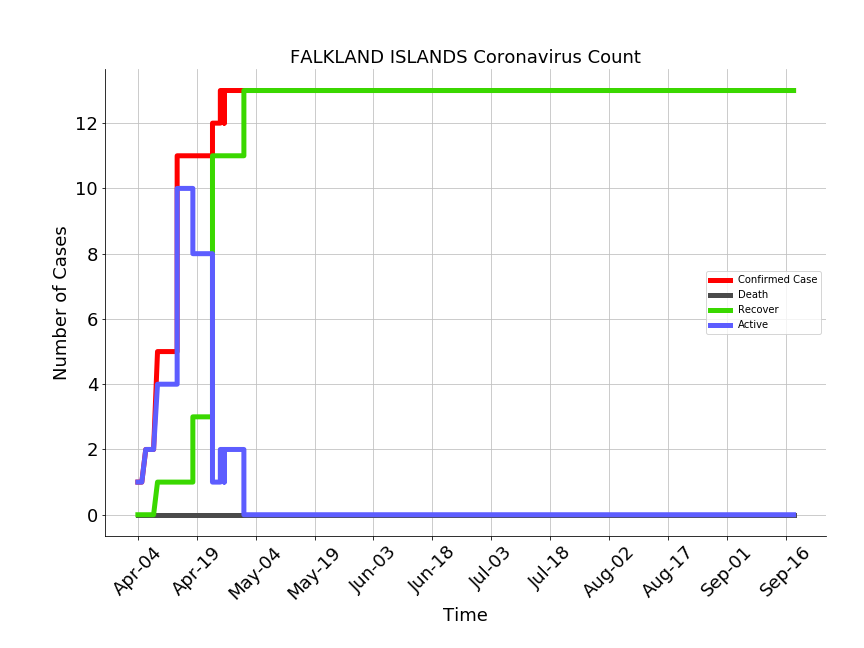 FALKLAND ISLANDS Coronavirus Count
Number of Cases
12
10
8
6
4
2
0
Confirmed Case
Death
Recover
Active
Apr-04
Apr-19
May-04
May-19
Jun-03
Jun-18
Jul-03
Jul-18
Aug-02
Aug-17
Sep-01
Sep-16
Time